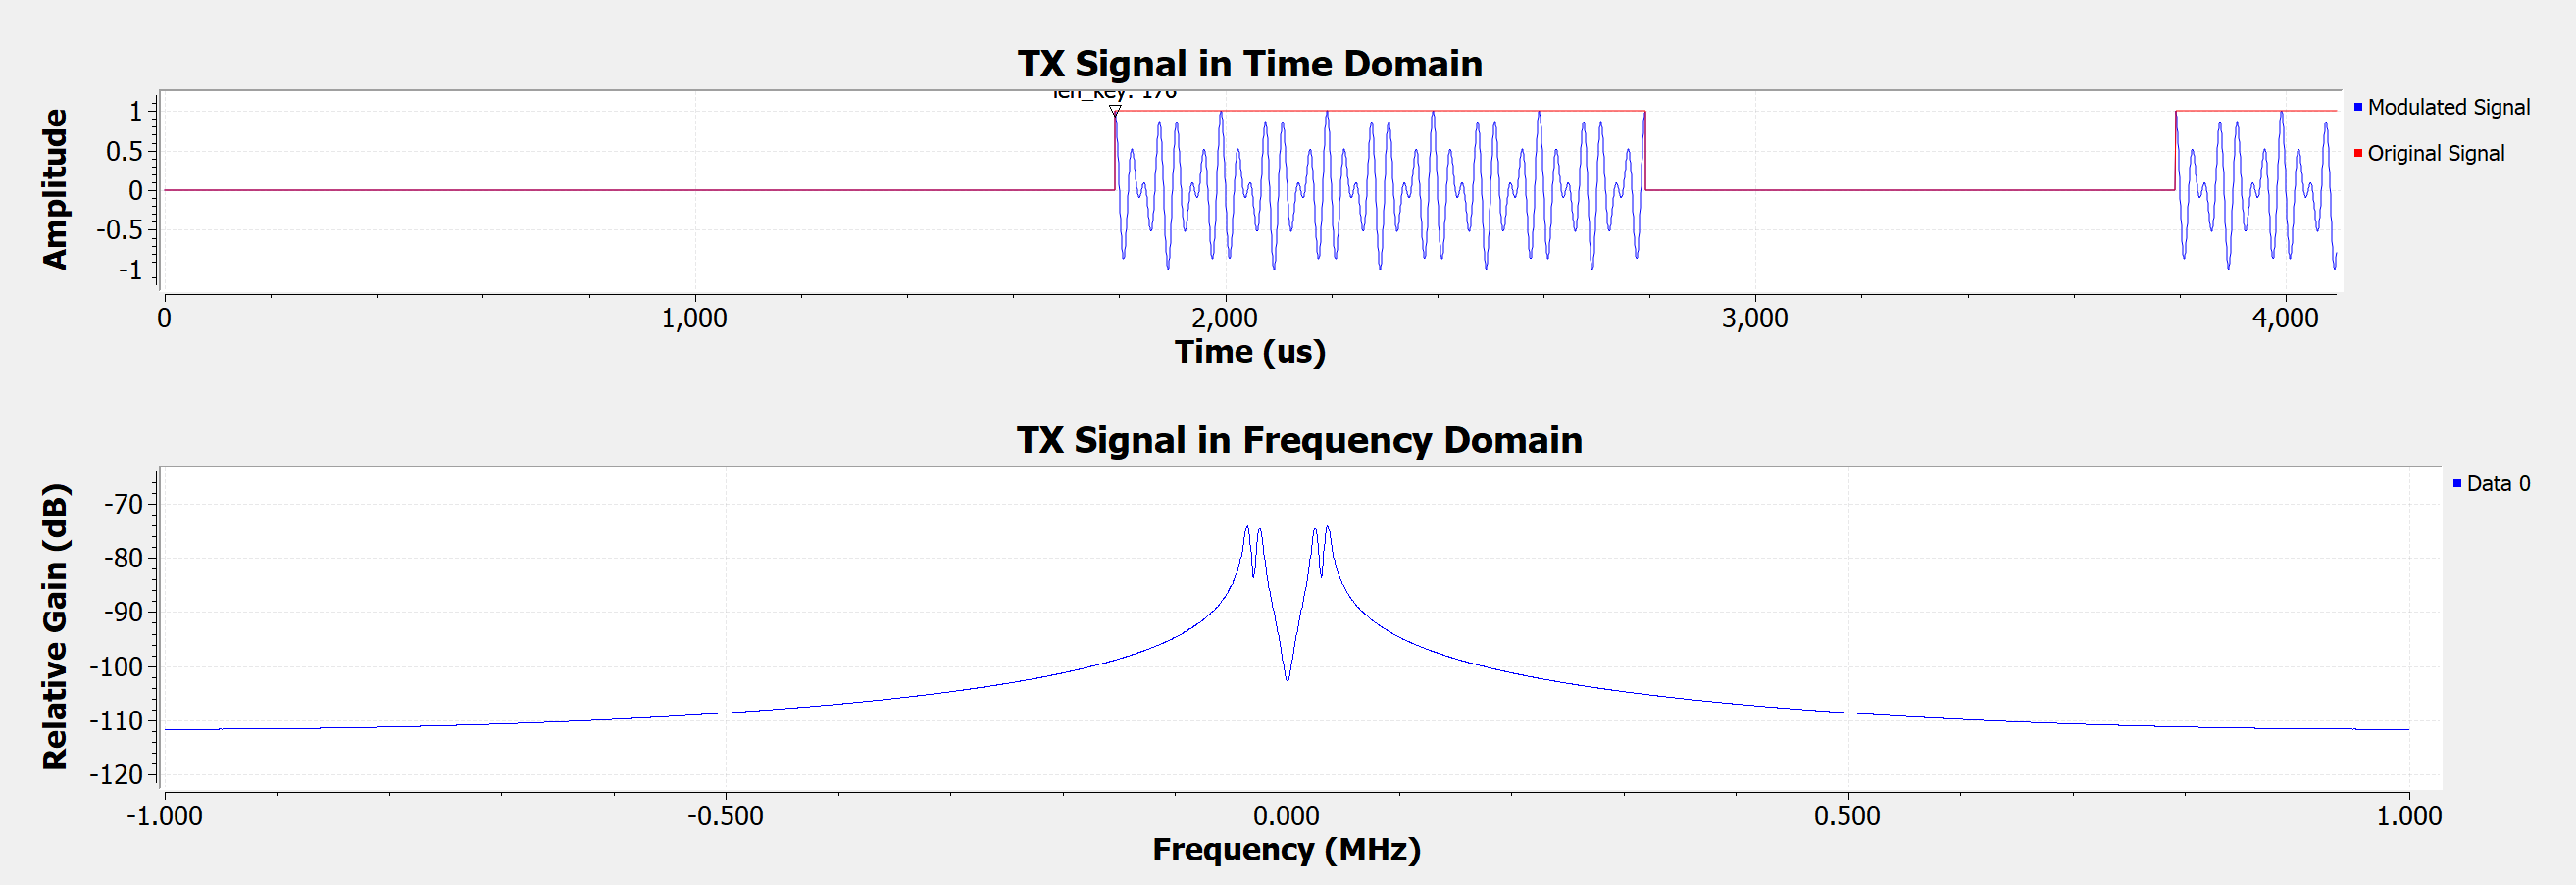 TX Signal in Time Domain
len_key: 176
Amplitude
1
0.5
0
-0.5
-1
Modulated Signal
Original Signal
0 1,000 2,000 3,000 4,000
Time (us)
TX Signal in Frequency Domain
Relative Gain (dB)
-70
-80
-90
-100
-110
-120
Data 0
-1.000 -0.500 0.000 0.500 1.000
Frequency (MHz)